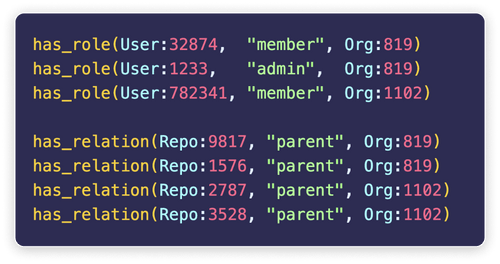 has_role(User:32874,  "member", Org:819)
has_role(User:1233,   "admin",  Org:819)
has_role(User:782341, "member", Org:1102)
has_relation(Repo:9817, "parent", Org:819)
has_relation(Repo:1576, "parent", Org:819)
has_relation(Repo:2787, "parent", Org:1102)
has_relation(Repo:3528, "parent", Org:1102)